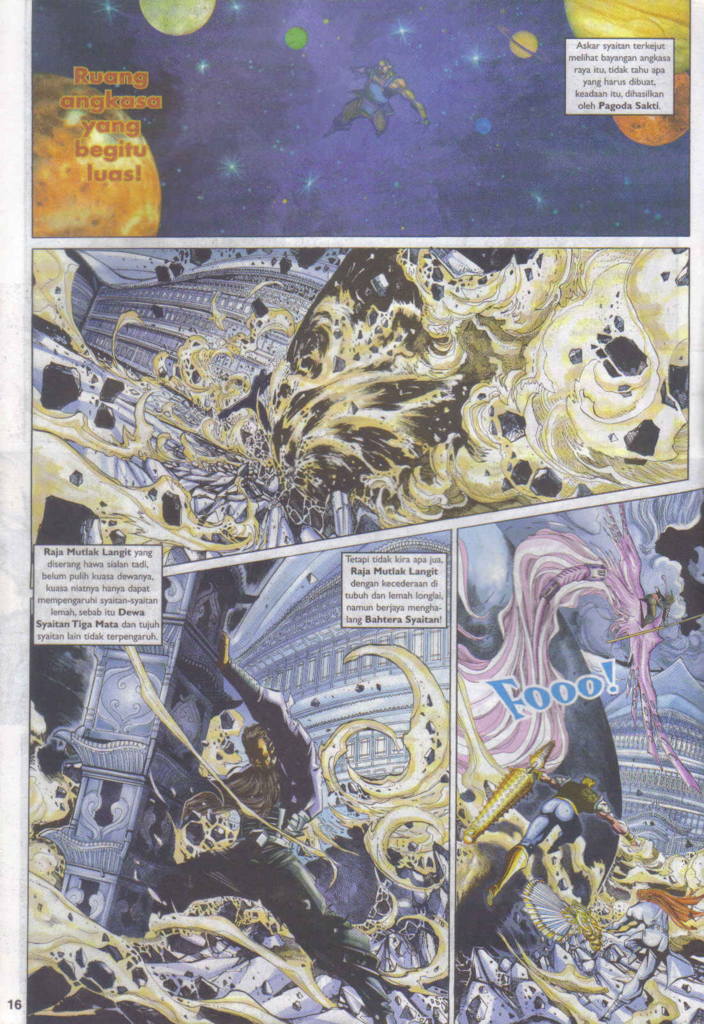 Ruang
angkasa
yang
begitu
luas!
Askar syaitan terkejut
melihat bayangan angkasa
raya itu, tidak tahu apa
yang harus dibuat,
keadaan itu, dihasilkan
oleh Pagoda Sakti.
Raja Mutlak Langit yang
diserang hawa sialan tadi,
belum pulih kuasa dewanya,
kuasa niatnya hanya dapat
mempengaruhi syaitan-syaitan
lemah, sebab itu Dewa
Syaitan Tiga Mata dan tujuh
syaitan lain tidak terpengaruh.
Tetapi tidak kira apa jua,
Raja Mutlak Langit
dengan kecederaan di
tubuh dan lemah longlai,
namun berjaya mengha-
lang Bahtera Syaitan!
Fooo!
16